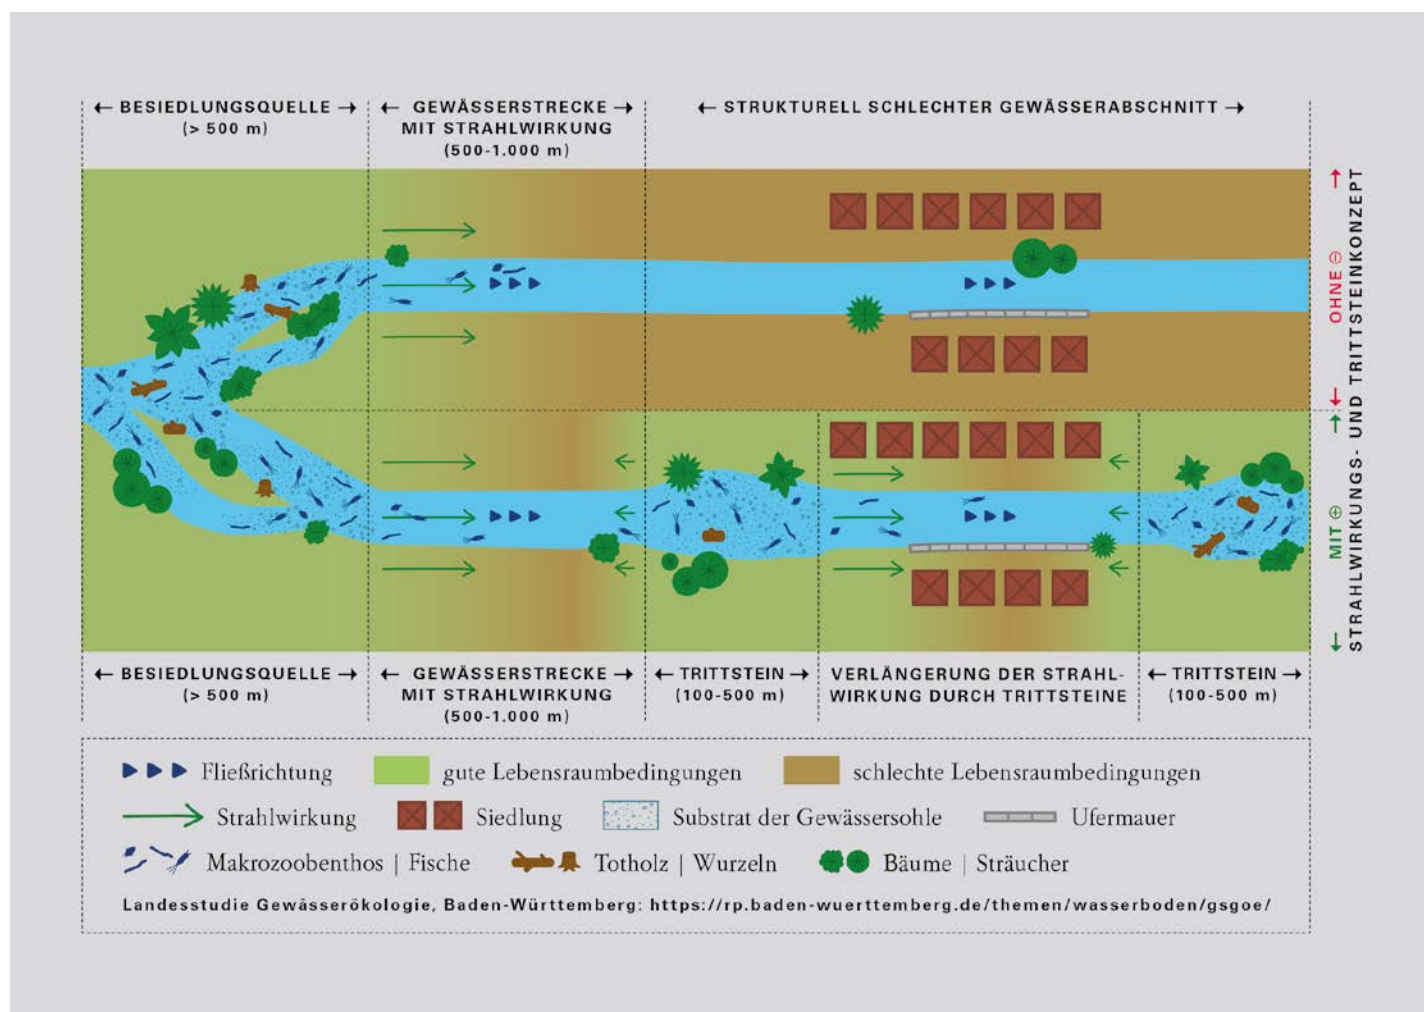 ← BESIEDLUNGSQUELLE →
(> 500 m)
← GEWÄSSERSTRECKE →
MIT STRAHLWIRKUNG
(500-1.000 m)
← STRUKTURELL SCHLECHTER GEWÄSSERABSCHNITT →
← OHNE ⊖ →
← MIT ⊕ →
STRAHLWIRKUNGS- UND TRITTSTEINKONZEPT
← BESIEDLUNGSQUELLE →
(> 500 m)
← GEWÄSSERSTRECKE →
MIT STRAHLWIRKUNG
(500-1.000 m)
← TRITTSTEIN →
(100-500 m)
VERLÄNGERUNG DER STRAHL-
WIRKUNG DURCH TRITTSTEINE
← TRITTSTEIN →
(100-500 m)
Fließrichtung
gute Lebensraumbedingungen
schlechte Lebensraumbedingungen
Strahlwirkung
Siedlung
Substrat der Gewässersohle
Ufermauer
Makrozoobenthos | Fische
Totholz | Wurzeln
Bäume | Sträucher
Landesstudie Gewässerökologie, Baden-Württemberg: https://rp.baden-wuerttemberg.de/themen/wasserboden/gsgoe/